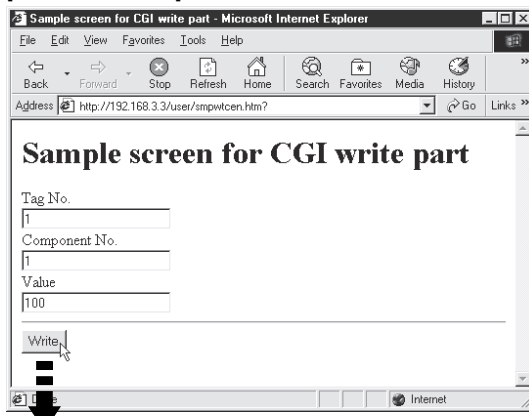 Sample screen for CGI write part - Microsoft Internet Explorer
File Edit View Favorites Tools Help
Back Forward Stop Refresh Home Search Favorites Media History »
Address http://192.168.3.3/user/smpwtcen.htm? Go Links »
Sample screen for CGI write part
Tag No.
1
Component No.
1
Value
100
Write
Internet